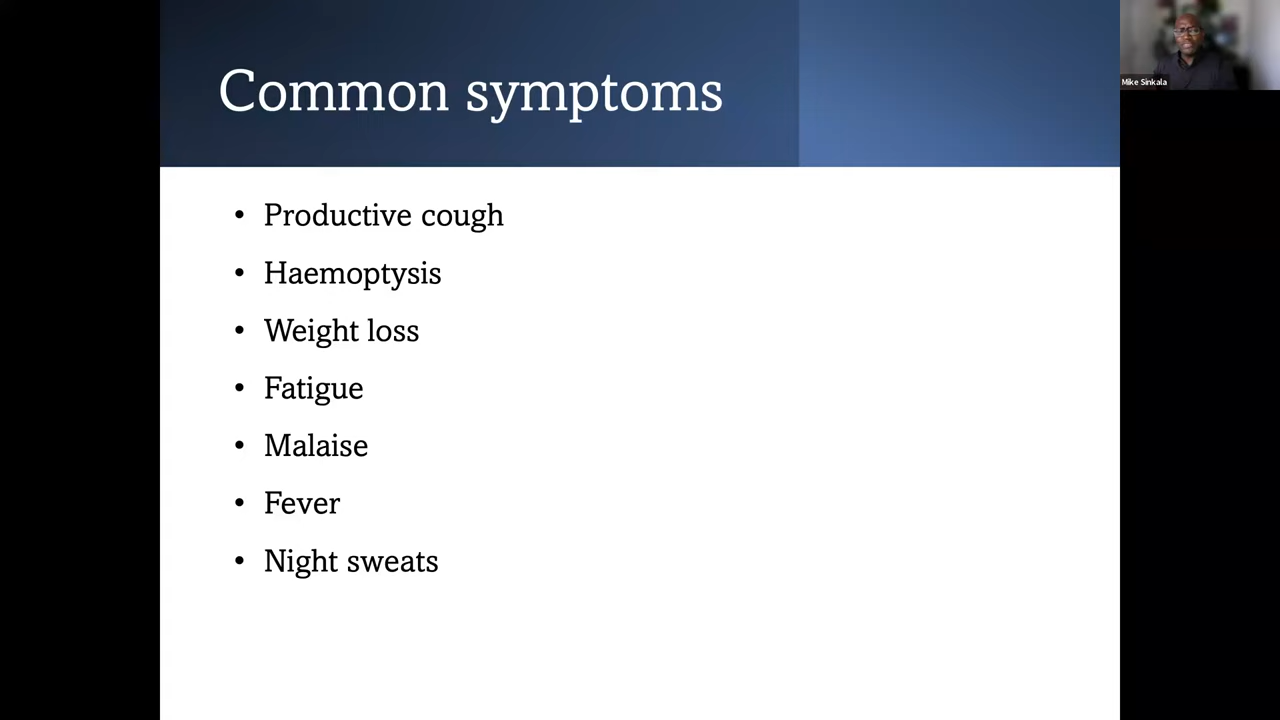 Common symptoms
Mike Sinkala
• Productive cough
• Haemoptysis
• Weight loss
• Fatigue
• Malaise
• Fever
• Night sweats